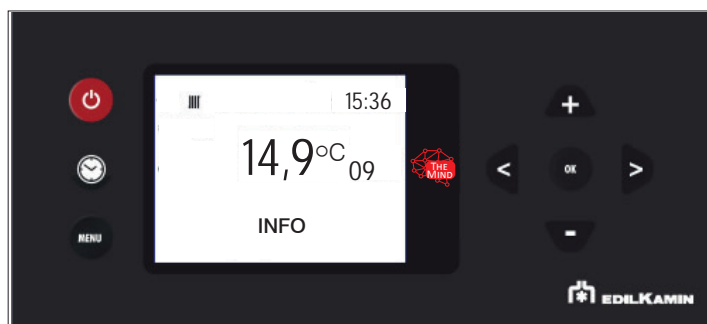 15:36
14,9°C 09
THE
MIND
INFO
MENU
+
<
OK
>
-
EDILKAMIN